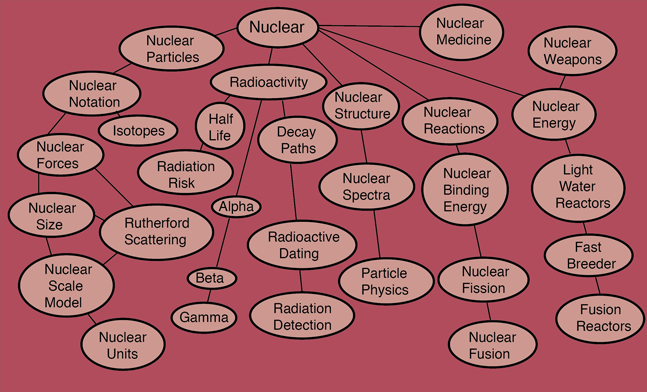 Nuclear
Nuclear
Medicine
Nuclear
Particles
Nuclear
Weapons
Radioactivity
Nuclear
Notation
Nuclear
Structure
Nuclear
Reactions
Nuclear
Energy
Half
Life
Isotopes
Decay
Paths
Nuclear
Forces
Radiation
Risk
Nuclear
Spectra
Nuclear
Binding
Energy
Light
Water
Reactors
Nuclear
Size
Rutherford
Scattering
Alpha
Radioactive
Dating
Fast
Breeder
Nuclear
Scale
Model
Beta
Particle
Physics
Nuclear
Fission
Gamma
Radiation
Detection
Fusion
Reactors
Nuclear
Units
Nuclear
Fusion